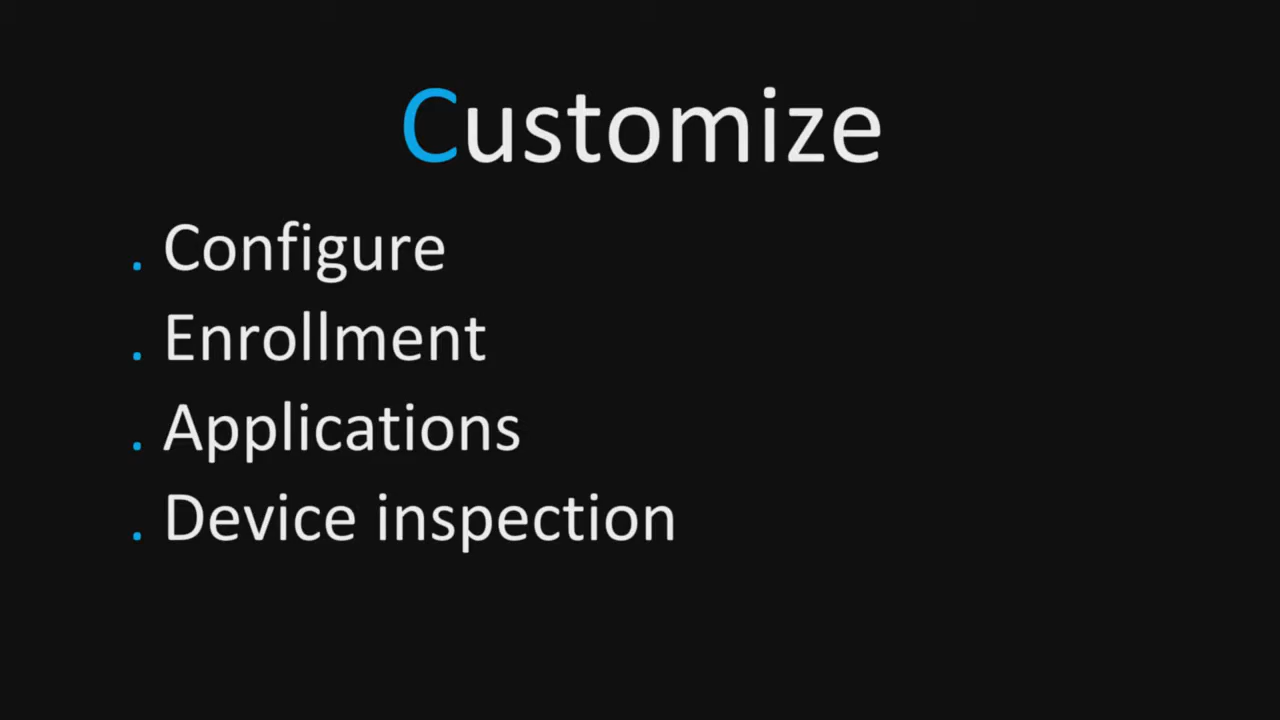 Customize
. Configure
. Enrollment
. Applications
. Device inspection